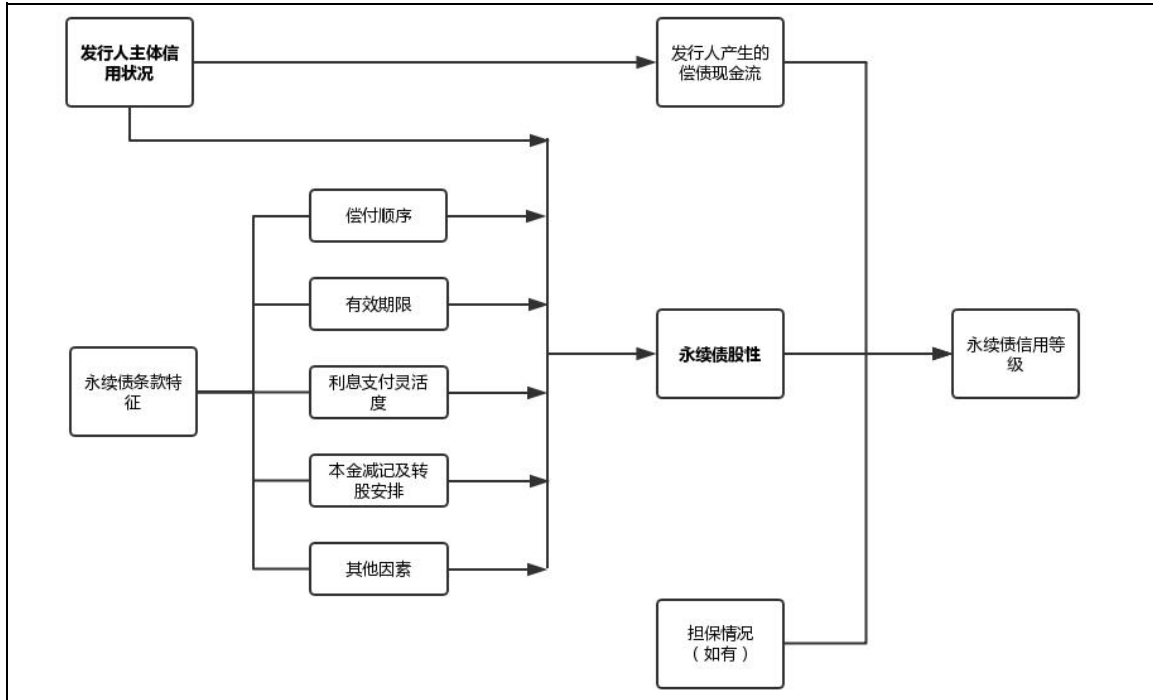 发行人主体信
用状况
发行人产生的
偿债现金流
偿付顺序
有效期限
永续债条款特
征
利息支付灵活
度
本金减记及转
股安排
其他因素
永续债股性
永续债信用等
级
担保情况
（如有）